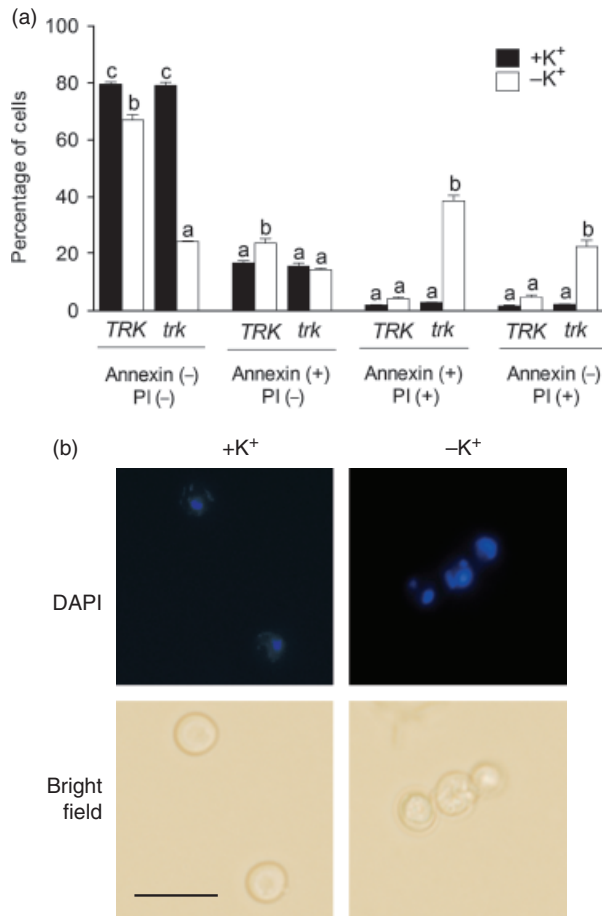 (a)
100
80
60
40
20
0
Percentage of cells
+K⁺
–K⁺
c b c a
a b a a
a a a b
a a a b
TRK trk TRK trk TRK trk TRK trk
Annexin (–) Annexin (+) Annexin (+) Annexin (–)
PI (–) PI (–) PI (+) PI (+)
(b)
+K⁺ –K⁺
DAPI
Bright
field